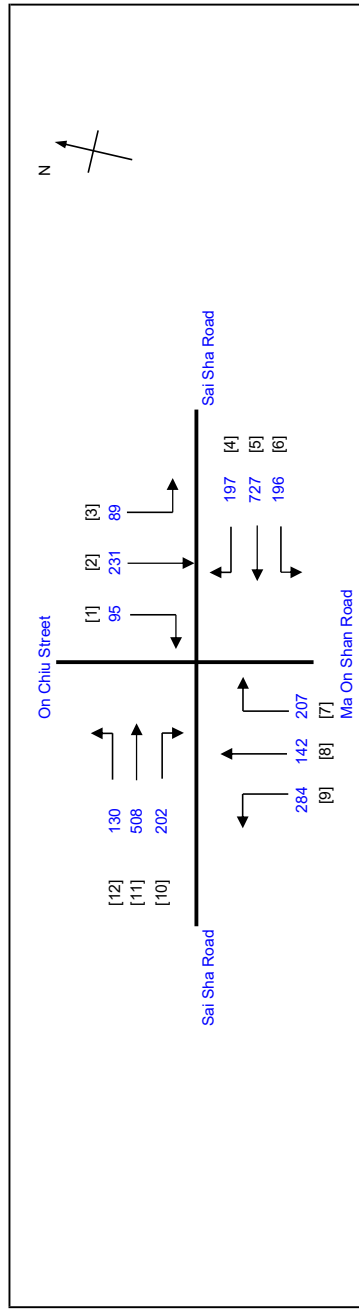 N
On Chiu Street
[1] [2] [3]
95 231 89
[12] 130
[11] 508
[10] 202
Sai Sha Road
Sai Sha Road
197 [4]
727 [5]
196 [6]
284 142 207
[9] [8] [7]
Ma On Shan Road